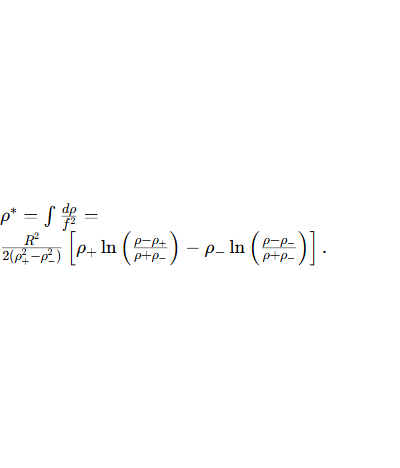 ρ* = ∫ dρ/f² =
R²/2(ρ₊²−ρ₋²) [ρ₊ ln (ρ−ρ₊/ρ+ρ₋) − ρ₋ ln (ρ−ρ₋/ρ+ρ₋)] .